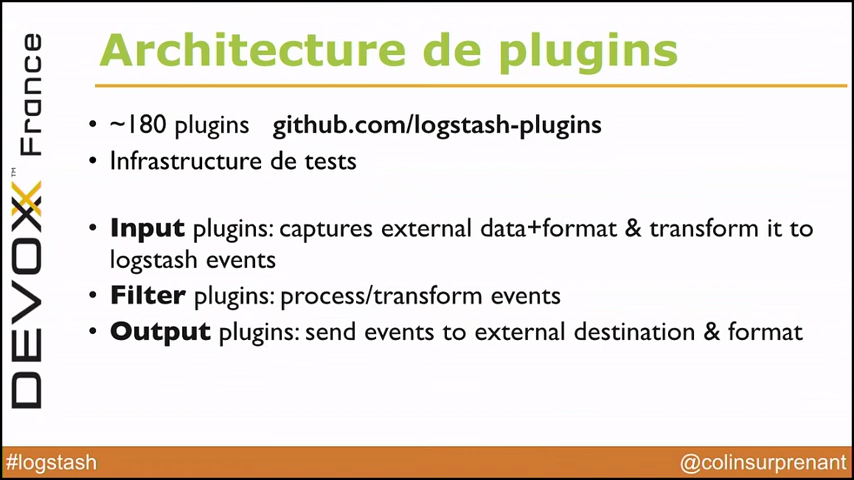 Architecture de plugins
DEVOXX™ France
• ~180 plugins github.com/logstash-plugins
• Infrastructure de tests
• Input plugins: captures external data+format & transform it to
logstash events
• Filter plugins: process/transform events
• Output plugins: send events to external destination & format
#logstash
@colinsurprenant